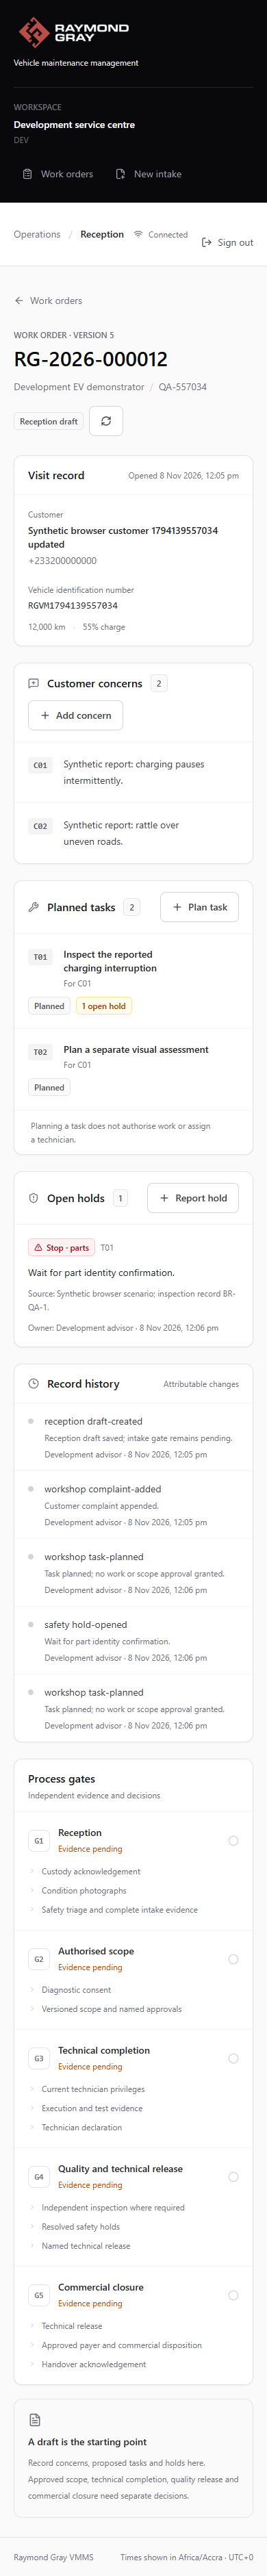 RAYMOND
GRAY
Vehicle maintenance management
WORKSPACE
Development service centre
DEV
Work orders New intake
Operations / Reception Connected Sign out
Work orders
WORK ORDER · VERSION 5
RG-2026-000012
Development EV demonstrator / QA-557034
Reception draft
Visit record Opened 8 Nov 2026, 12:05 pm
Customer
Synthetic browser customer 1794139557034
updated
+233200000000
Vehicle identification number
RGVM1794139557034
12,000 km · 55% charge
Customer concerns 2
Add concern
C01 Synthetic report: charging pauses
intermittently.
C02 Synthetic report: rattle over
uneven roads.
Planned tasks 2 Plan task
T01 Inspect the reported
charging interruption
For C01
Planned 1 open hold
T02 Plan a separate visual assessment
For C01
Planned
Planning a task does not authorise work or assign
a technician.
Open holds 1 Report hold
Stop · parts T01
Wait for part identity confirmation.
Source: Synthetic browser scenario; inspection record BR-
QA-1.
Owner: Development advisor · 8 Nov 2026, 12:06 pm
Record history Attributable changes
reception draft-created
Reception draft saved; intake gate remains pending.
Development advisor · 8 Nov 2026, 12:05 pm
workshop complaint-added
Customer complaint appended.
Development advisor · 8 Nov 2026, 12:05 pm
workshop task-planned
Task planned; no work or scope approval granted.
Development advisor · 8 Nov 2026, 12:06 pm
safety hold-opened
Wait for part identity confirmation.
Development advisor · 8 Nov 2026, 12:06 pm
workshop task-planned
Task planned; no work or scope approval granted.
Development advisor · 8 Nov 2026, 12:06 pm
Process gates
Independent evidence and decisions
G1 Reception
Evidence pending
Custody acknowledgement
Condition photographs
Safety triage and complete intake evidence
G2 Authorised scope
Evidence pending
Diagnostic consent
Versioned scope and named approvals
G3 Technical completion
Evidence pending
Current technician privileges
Execution and test evidence
Technician declaration
G4 Quality and technical release
Evidence pending
Independent inspection where required
Resolved safety holds
Named technical release
G5 Commercial closure
Evidence pending
Technical release
Approved payer and commercial disposition
Handover acknowledgement
A draft is the starting point
Record concerns, proposed tasks and holds here.
Approved scope, technical completion, quality release and
commercial closure need separate decisions.
Raymond Gray VMMS Times shown in Africa/Accra · UTC+0